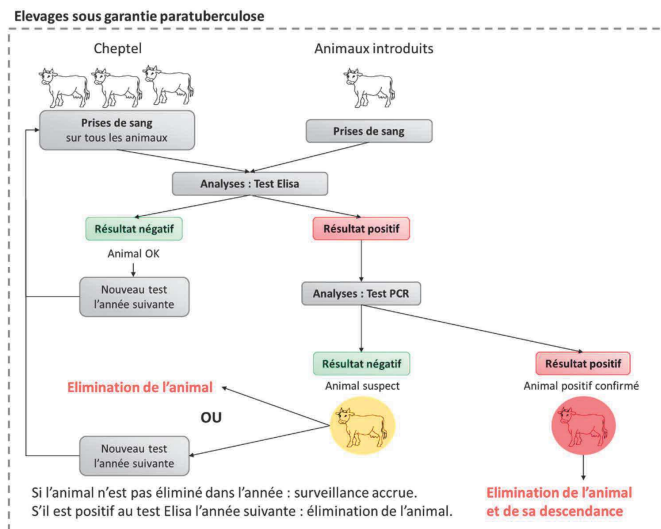 Elevages sous garantie paratuberculose
Cheptel
Animaux introduits
Prises de sang
sur tous les animaux
Prises de sang
Analyses : Test Elisa
Résultat négatif
Résultat positif
Animal OK
Nouveau test
l'année suivante
Analyses : Test PCR
Résultat négatif
Résultat positif
Animal suspect
Animal positif confirmé
Elimination de l'animal
OU
Nouveau test
l'année suivante
Elimination de l'animal
et de sa descendance
Si l'animal n'est pas éliminé dans l'année : surveillance accrue.
S'il est positif au test Elisa l'année suivante : élimination de l'animal.